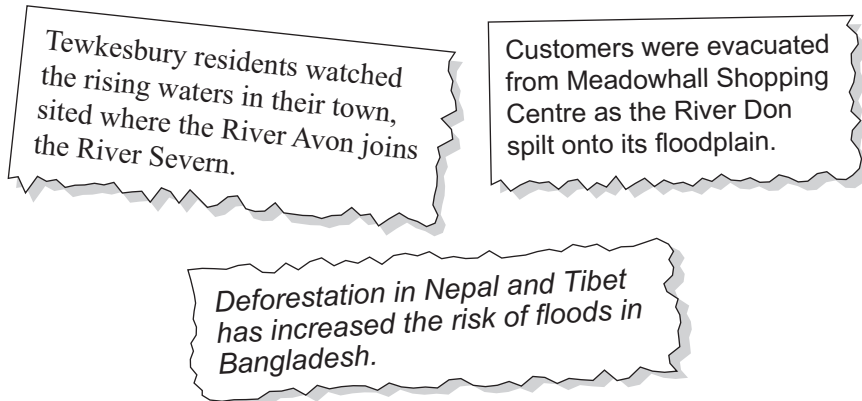 Tewkesbury residents watched
the rising waters in their town,
sited where the River Avon joins
the River Severn.
Customers were evacuated
from Meadowhall Shopping
Centre as the River Don
spilt onto its floodplain.
Deforestation in Nepal and Tibet
has increased the risk of floods in
Bangladesh.